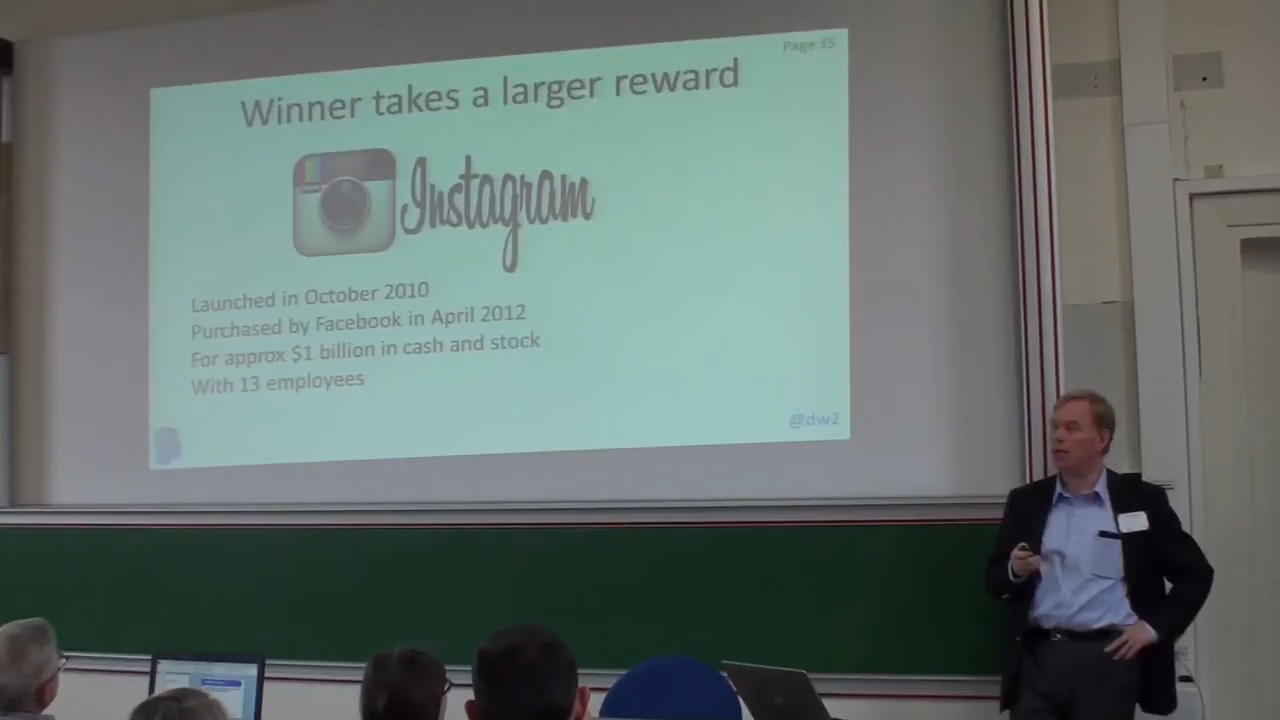 Page 35
Winner takes a larger reward
Instagram
Launched in October 2010
Purchased by Facebook in April 2012
For approx $1 billion in cash and stock
With 13 employees
@dw2